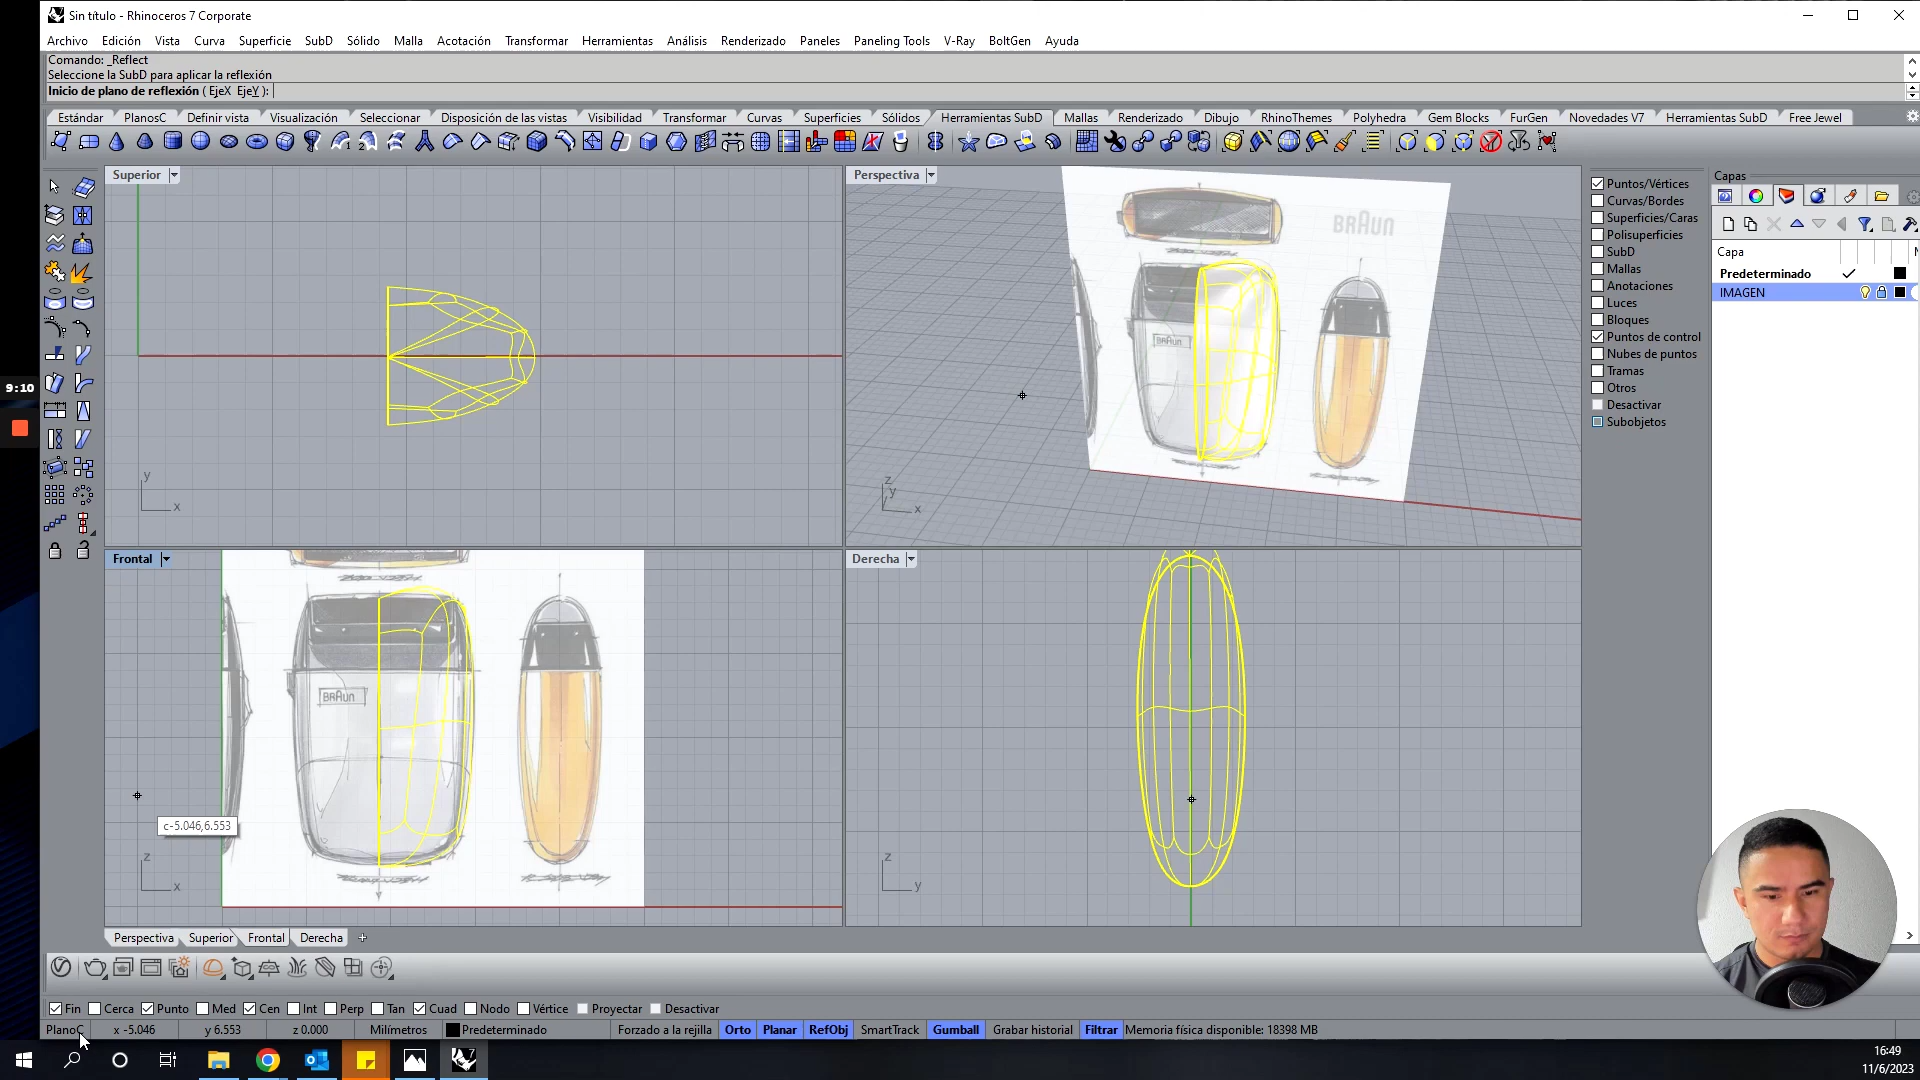 Sin título - Rhinoceros 7 Corporate
Archivo Edición Vista Curva Superficie SubD Sólido Malla Acotación Transformar Herramientas Análisis Renderizado Paneles Paneling Tools V-Ray BoltGen Ayuda
Comando: _Reflect
Seleccione la SubD para aplicar la reflexión
Inicio de plano de reflexión ( EjeX EjeY ):
Estándar PlanosC Definir vista Visualización Seleccionar Disposición de las vistas Visibilidad Transformar Curvas Superficies Sólidos Herramientas SubD Mallas Renderizado Dibujo RhinoThemes Polyhedra Gem Blocks FurGen Novedades V7 Herramientas SubD Free Jewel
Superior
y
x
Perspectiva
BRAUN
BRAUN
z
y
x
Puntos/Vértices
Curvas/Bordes
Superficies/Caras
Polisuperficies
SubD
Mallas
Anotaciones
Luces
Bloques
Puntos de control
Nubes de puntos
Tramas
Otros
Desactivar
Subobjetos
Capas
Capa
Predeterminado
IMAGEN
9:10
Frontal
BRAUN
c-5.046,6.553
z
x
Derecha
z
y
Perspectiva Superior Frontal Derecha
Fin Cerca Punto Med Cen Int Perp Tan Cuad Nodo Vértice Proyectar Desactivar
PlanoC x -5.046 y 6.553 z 0.000 Milímetros Predeterminado Forzado a la rejilla Orto Planar RefObj SmartTrack Gumball Grabar historial Filtrar Memoria física disponible: 18398 MB
16:49
11/6/2023